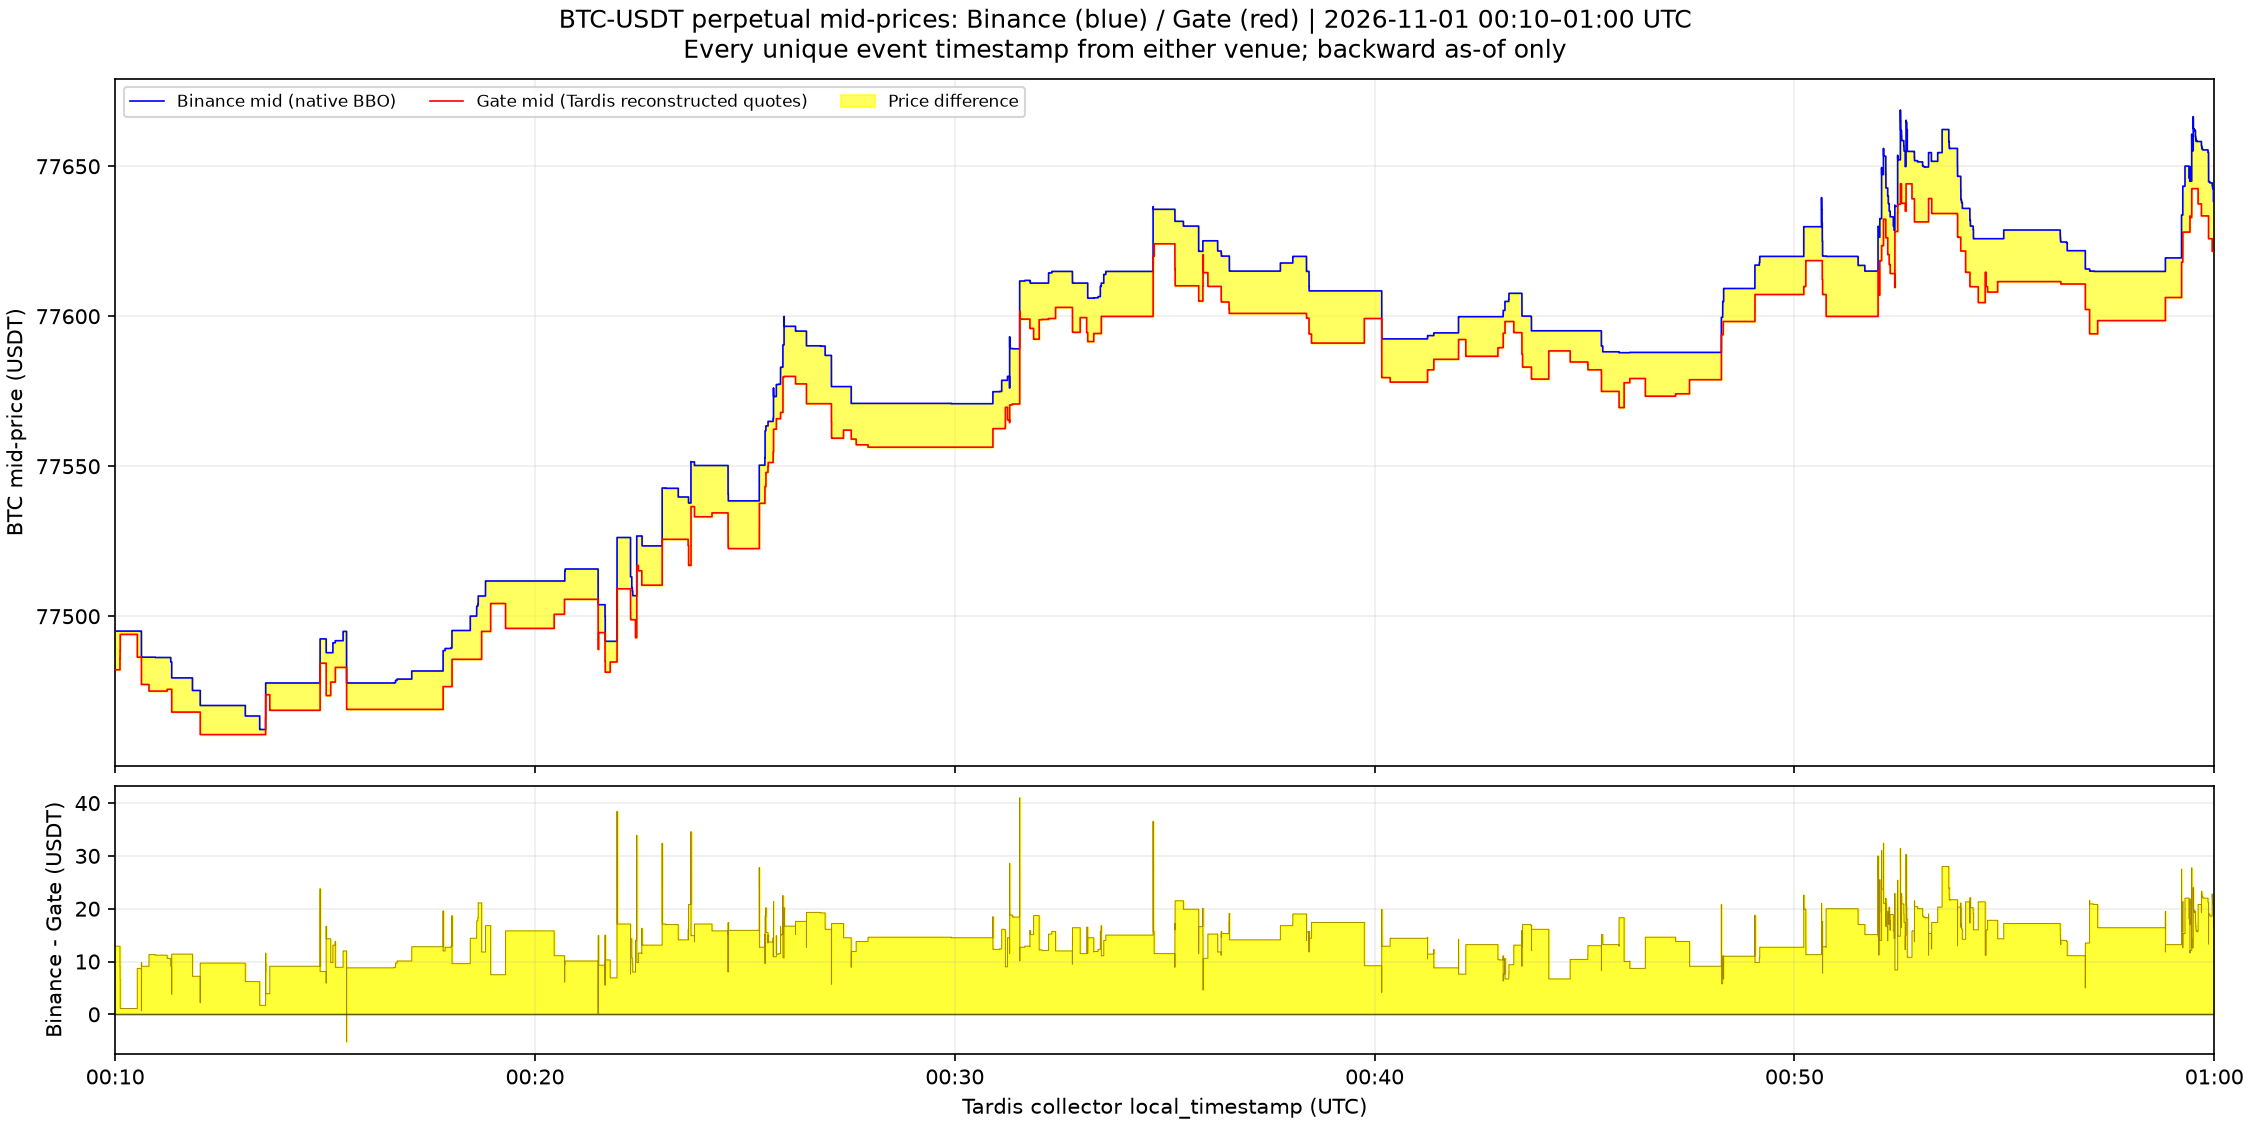 BTC-USDT perpetual mid-prices: Binance (blue) / Gate (red) | 2026-11-01 00:10–01:00 UTC
Every unique event timestamp from either venue; backward as-of only
Binance mid (native BBO)
Gate mid (Tardis reconstructed quotes)
Price difference
BTC mid-price (USDT)
77650
77600
77550
77500
Binance - Gate (USDT)
40
30
20
10
0
00:10
00:20
00:30
00:40
00:50
01:00
Tardis collector local_timestamp (UTC)